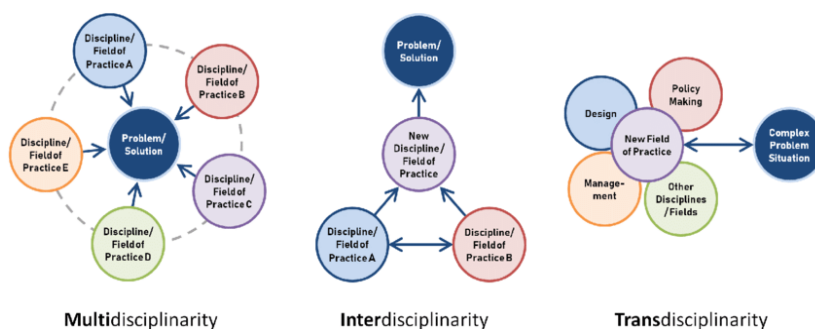 Discipline/
Field of
Practice A
Discipline/
Field of
Practice B
Problem/
Solution
Discipline/
Field of
Practice E
Discipline/
Field of
Practice C
Discipline/
Field of
Practice D
Multidisciplinarity
Problem/
Solution
New
Discipline/
Field of
Practice
Discipline/
Field of
Practice A
Discipline/
Field of
Practice B
Interdisciplinarity
Design
Policy
Making
New Field
of Practice
Complex
Problem
Situation
Manage-
ment
Other
Disciplines
/Fields
Transdisciplinarity